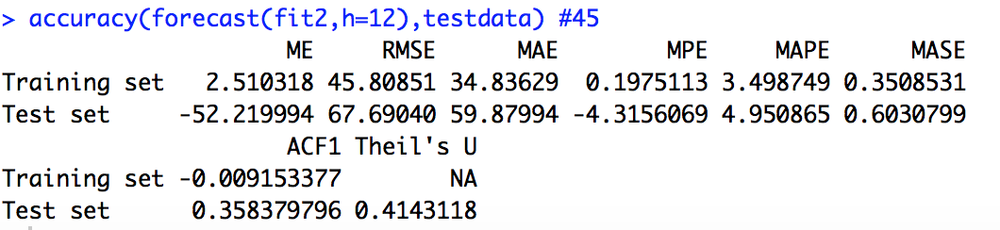 > accuracy(forecast(fit2,h=12),testdata) #45
ME RMSE MAE MPE MAPE MASE
Training set 2.510318 45.80851 34.83629 0.1975113 3.498749 0.3508531
Test set -52.219994 67.69040 59.87994 -4.3156069 4.950865 0.6030799
ACF1 Theil's U
Training set -0.009153377 NA
Test set 0.358379796 0.4143118